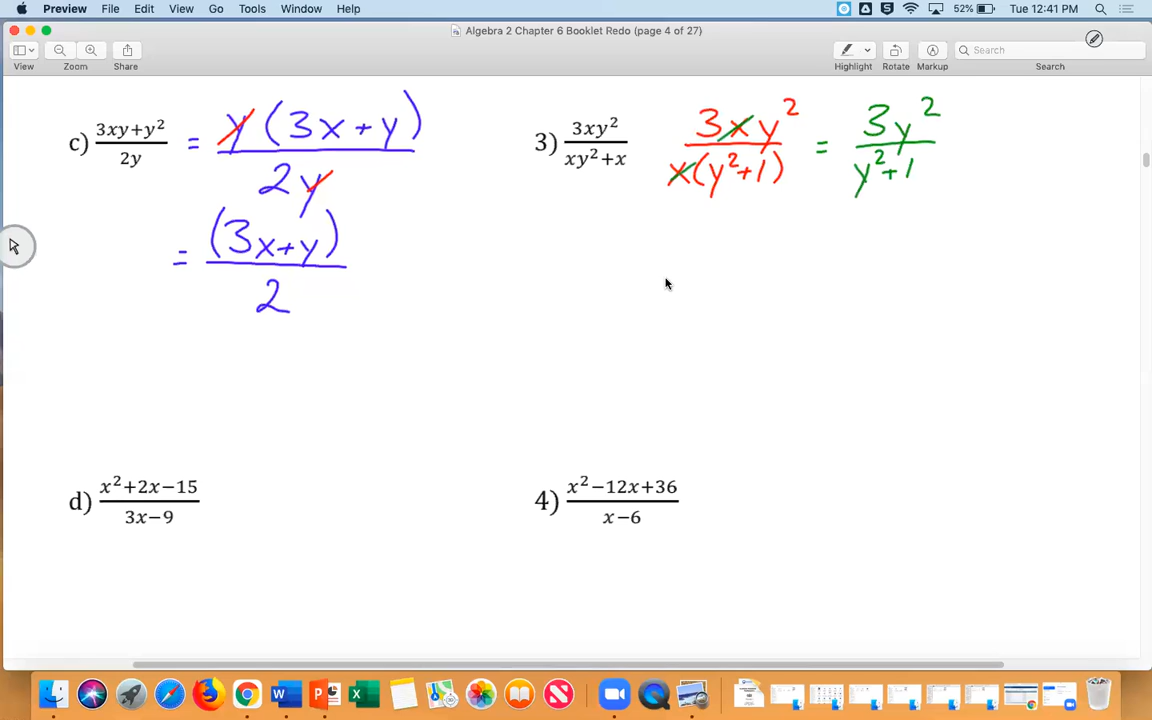 Preview File Edit View Go Tools Window Help 52% Tue 12:41 PM
Algebra 2 Chapter 6 Booklet Redo (page 4 of 27)
Search
View Zoom Share Highlight Rotate Markup Search
c) 3xy+y²/2y = y(3x+y)/2y
= (3x+y)/2
3) 3xy²/xy²+x 3xy²/x(y²+1) = 3y²/y²+1
d) x²+2x−15/3x−9
4) x²−12x+36/x−6